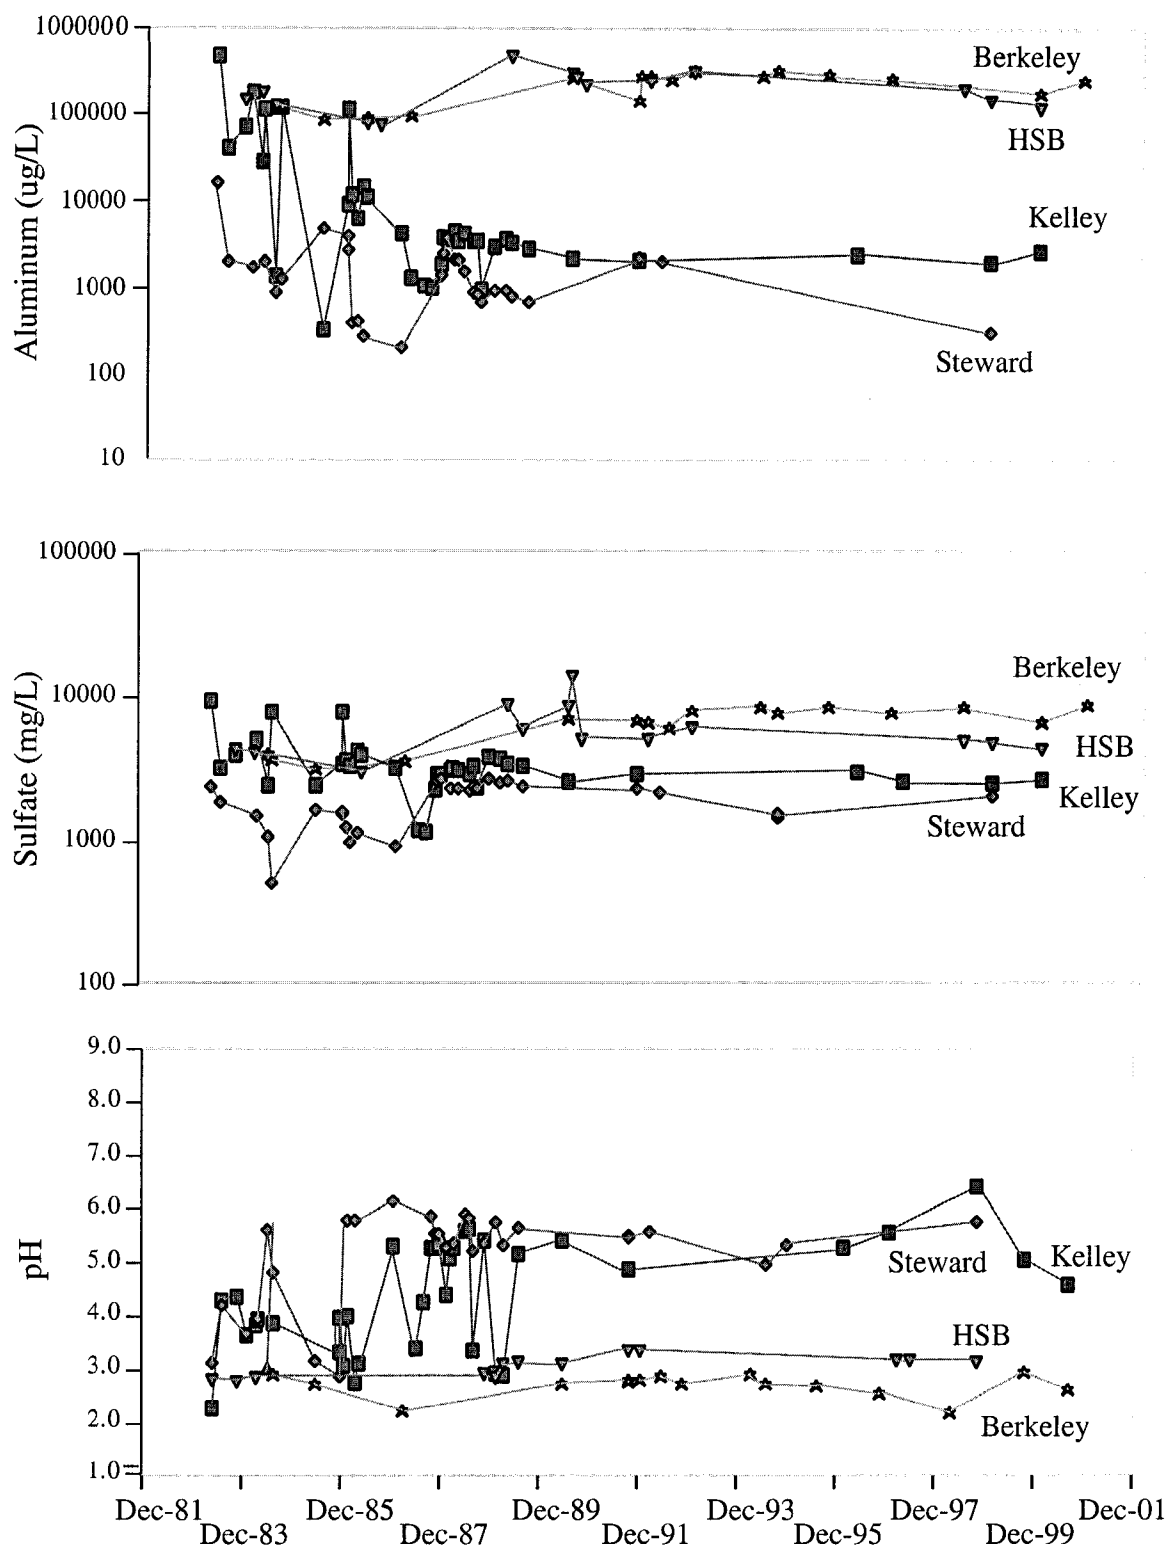 1000000
Berkeley
100000
HSB
10000
Kelley
1000
Steward
100
10
Aluminum (ug/L)
100000
Berkeley
10000
HSB
Kelley
Steward
1000
100
Sulfate (mg/L)
9.0
8.0
7.0
6.0
5.0
Steward
Kelley
4.0
HSB
3.0
2.0
Berkeley
1.0
pH
Dec-81 Dec-85 Dec-89 Dec-93 Dec-97 Dec-01
Dec-83 Dec-87 Dec-91 Dec-95 Dec-99